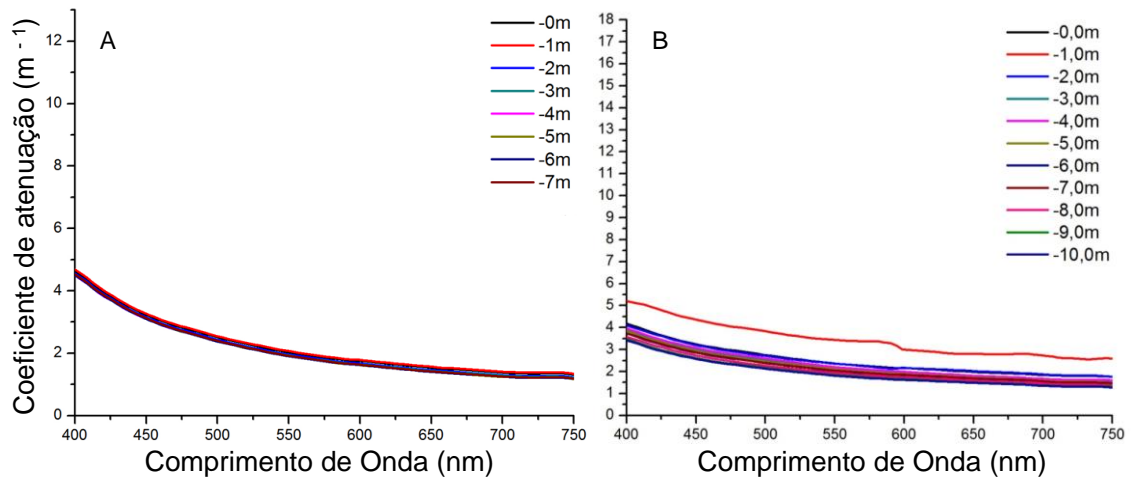 Coeficiente de atenuação (m - 1)
A
12
10
8
6
4
2
0
400 450 500 550 600 650 700 750
Comprimento de Onda (nm)
-0m
-1m
-2m
-3m
-4m
-5m
-6m
-7m
B
18
17
16
15
14
13
12
11
10
9
8
7
6
5
4
3
2
1
0
400 450 500 550 600 650 700 750
Comprimento de Onda (nm)
-0,0m
-1,0m
-2,0m
-3,0m
-4,0m
-5,0m
-6,0m
-7,0m
-8,0m
-9,0m
-10,0m